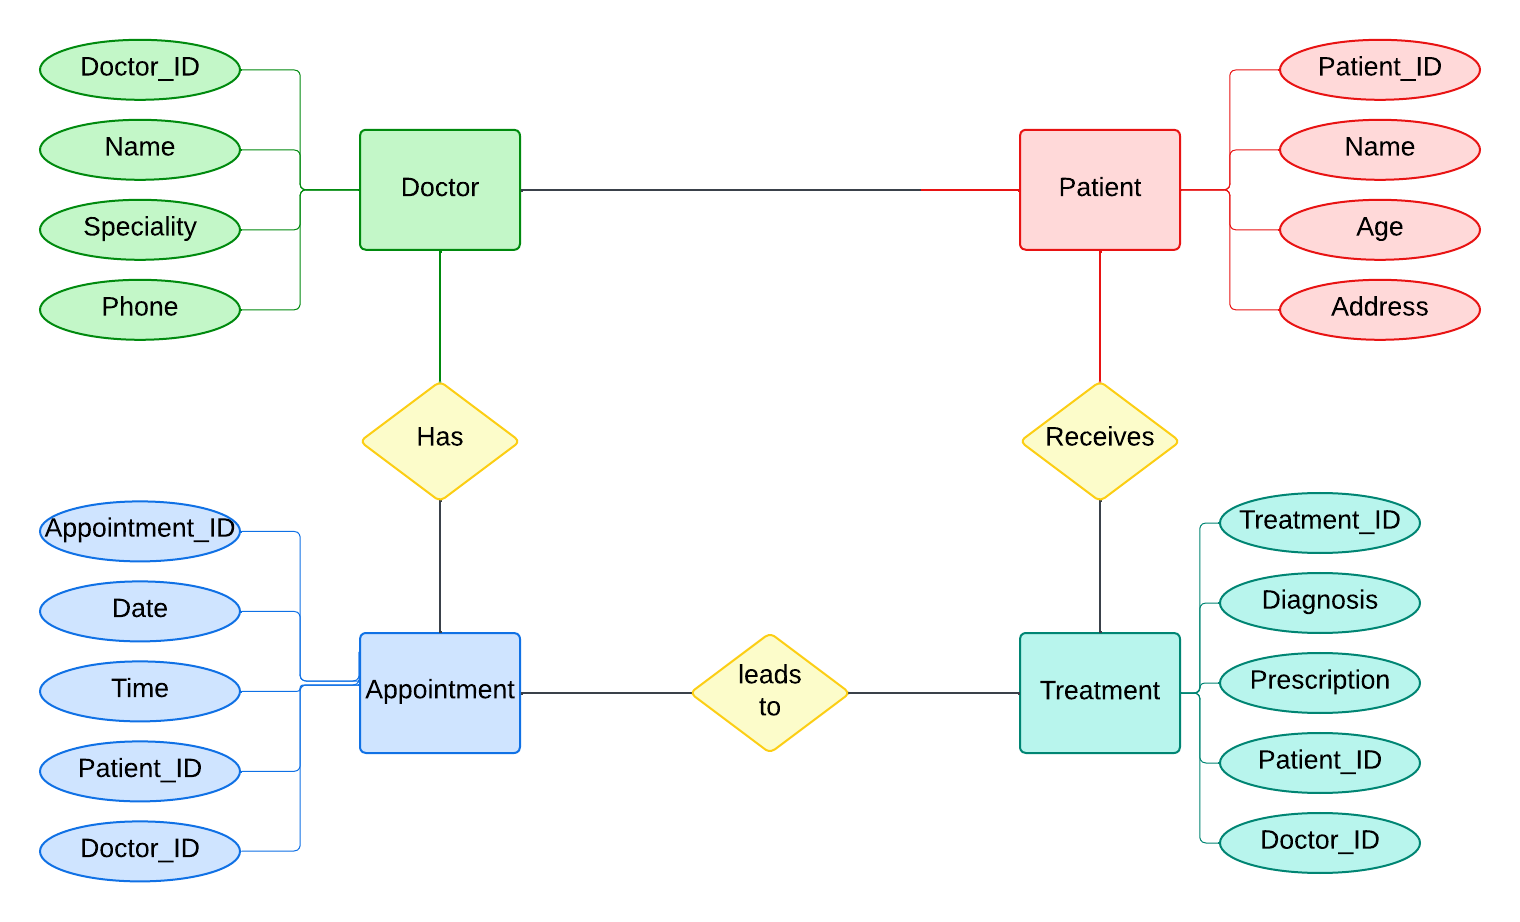 Doctor_ID
Name
Speciality
Phone
Doctor
Patient
Patient_ID
Name
Age
Address
Has
Receives
Appointment_ID
Date
Time
Patient_ID
Doctor_ID
Appointment
leads
to
Treatment
Treatment_ID
Diagnosis
Prescription
Patient_ID
Doctor_ID